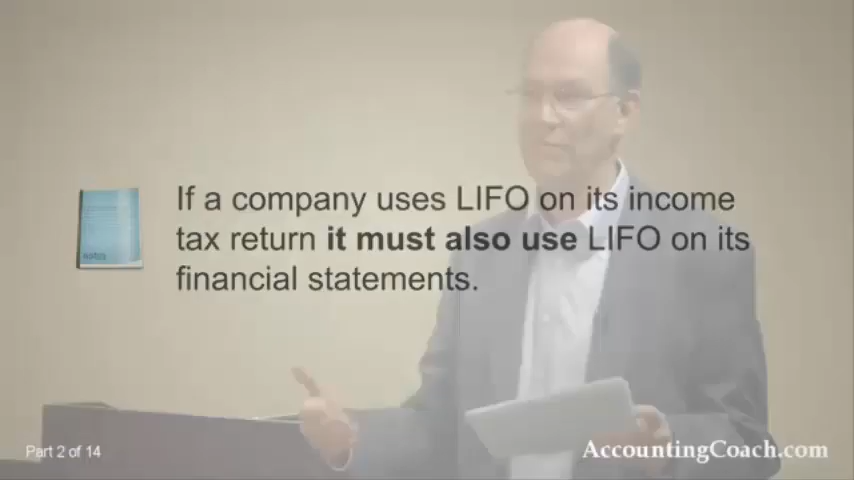 If a company uses LIFO on its income
tax return it must also use LIFO on its
financial statements.
Part 2 of 14
AccountingCoach.com